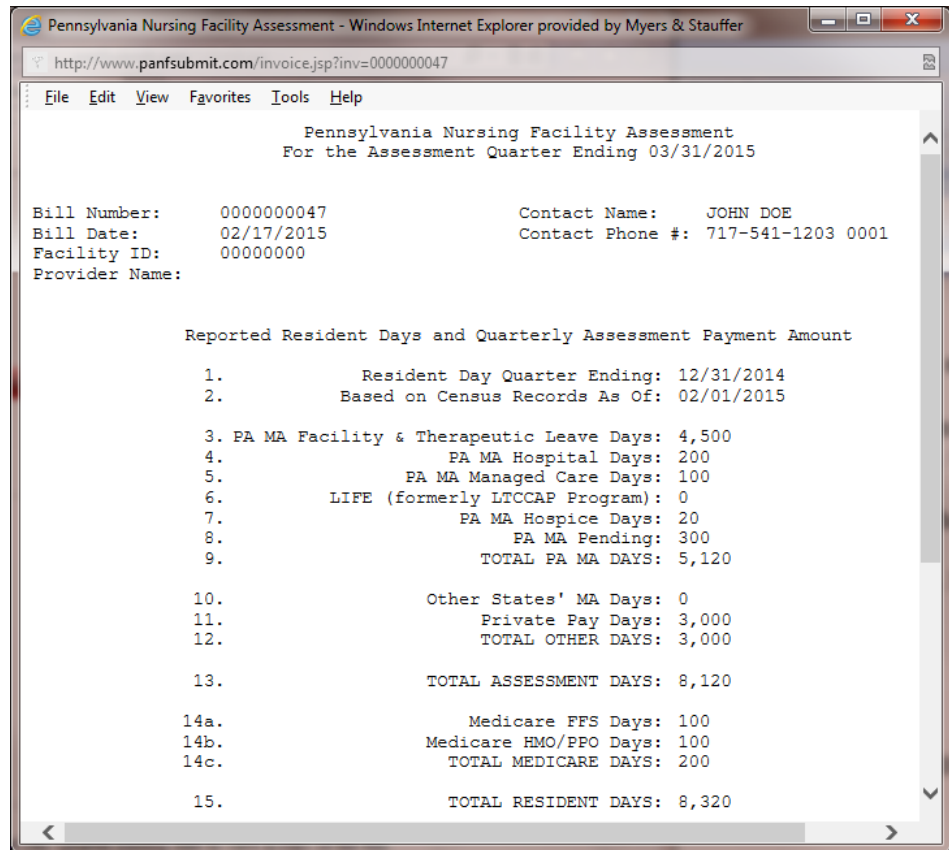 Pennsylvania Nursing Facility Assessment - Windows Internet Explorer provided by Myers & Stauffer
http://www.panfsubmit.com/invoice.jsp?inv=0000000047
File Edit View Favorites Tools Help
Pennsylvania Nursing Facility Assessment
For the Assessment Quarter Ending 03/31/2015
Bill Number: 0000000047 Contact Name: JOHN DOE
Bill Date: 02/17/2015 Contact Phone #: 717-541-1203 0001
Facility ID: 00000000
Provider Name:
Reported Resident Days and Quarterly Assessment Payment Amount
1. Resident Day Quarter Ending: 12/31/2014
2. Based on Census Records As Of: 02/01/2015
3. PA MA Facility & Therapeutic Leave Days: 4,500
4. PA MA Hospital Days: 200
5. PA MA Managed Care Days: 100
6. LIFE (formerly LTCCAP Program): 0
7. PA MA Hospice Days: 20
8. PA MA Pending: 300
9. TOTAL PA MA DAYS: 5,120
10. Other States' MA Days: 0
11. Private Pay Days: 3,000
12. TOTAL OTHER DAYS: 3,000
13. TOTAL ASSESSMENT DAYS: 8,120
14a. Medicare FFS Days: 100
14b. Medicare HMO/PPO Days: 100
14c. TOTAL MEDICARE DAYS: 200
15. TOTAL RESIDENT DAYS: 8,320